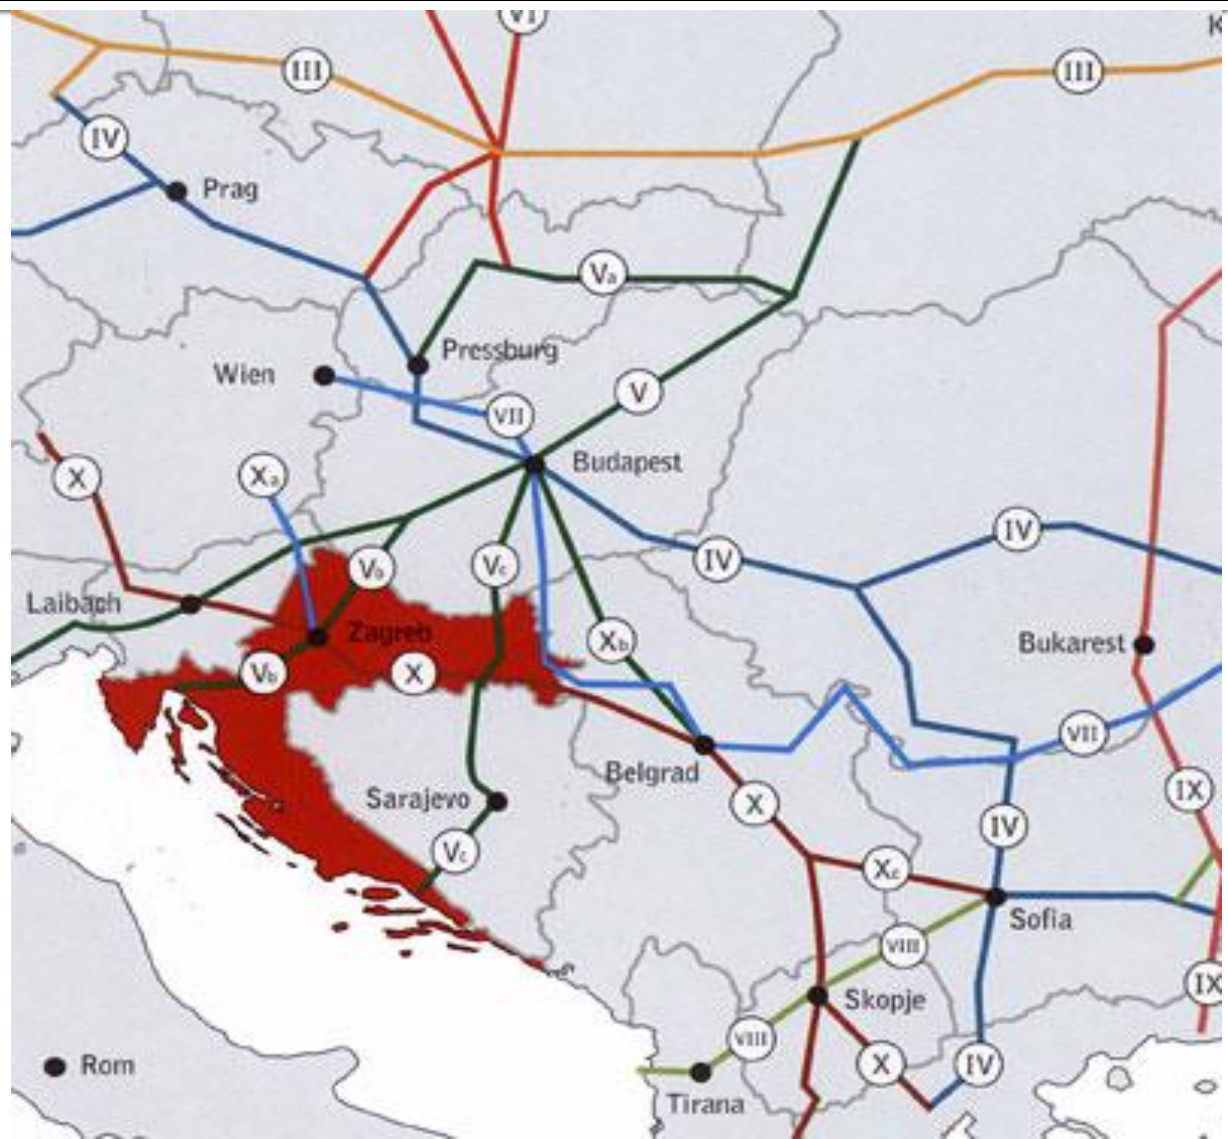 VI
K
III
III
IV
Prag
Va
Pressburg
Wien
V
VII
Budapest
X
Xa
IV
IV
Vb
Vc
Laibach
Zagreb
Xb
Bukarest
Vb
X
VII
Belgrad
Sarajevo
X
IX
IV
Vc
Xc
Sofia
VIII
IX
Skopje
VIII
X
IV
Rom
Tirana